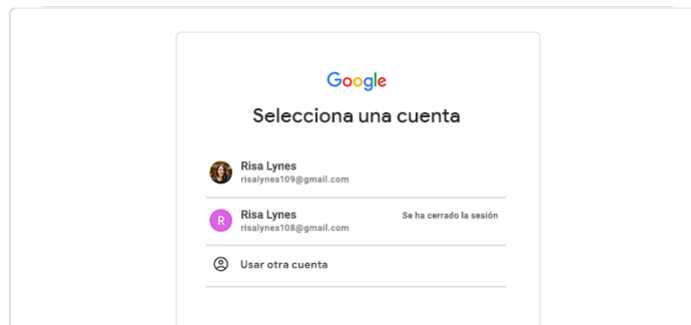 Google
Selecciona una cuenta
Risa Lynes
risalynes109@gmail.com
R
Risa Lynes
Se ha cerrado la sesión
risalynes108@gmail.com
Usar otra cuenta